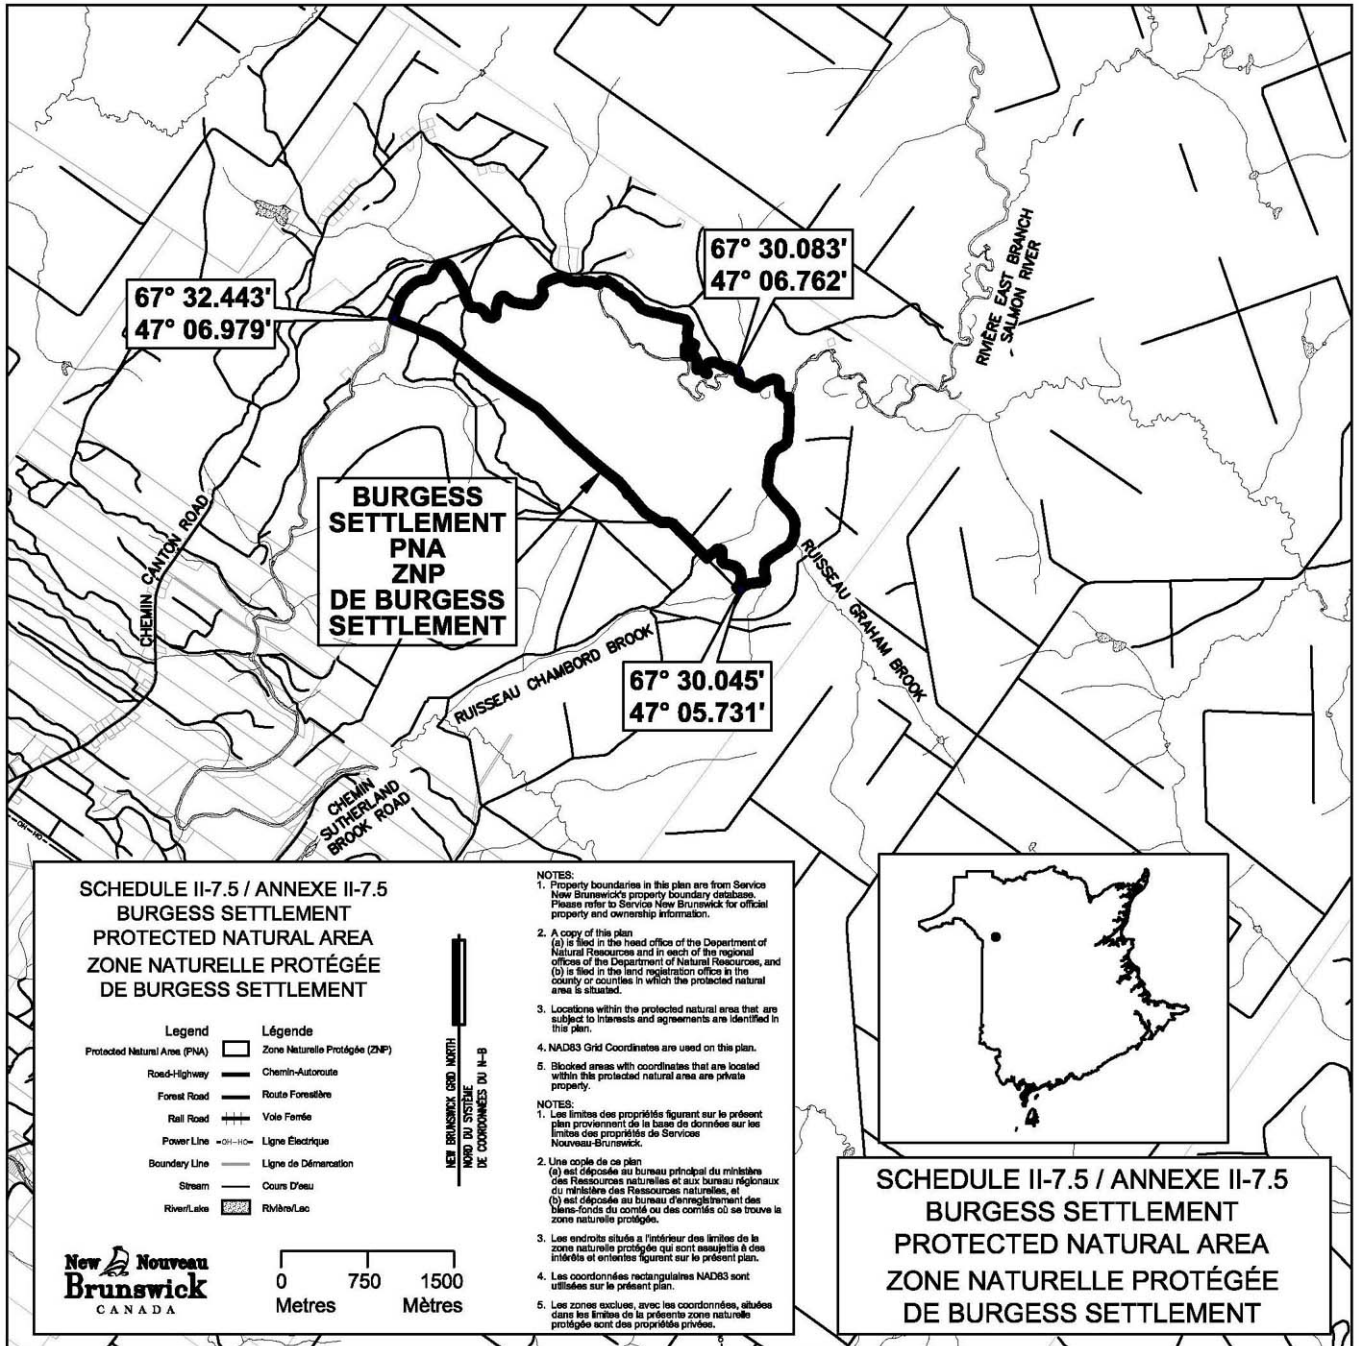 67° 30.083'
47° 06.762'
RIVIÈRE EAST BRANCH
SALMON RIVER
67° 32.443'
47° 06.979'
BURGESS
SETTLEMENT
PNA
ZNP
DE BURGESS
SETTLEMENT
CHEMIN CANTON ROAD
RUISSEAU GRAHAM BROOK
RUISSEAU CHAMBORD BROOK
67° 30.045'
47° 05.731'
CHEMIN
SUTHERLAND
BROOK ROAD
OH-HO
SCHEDULE II-7.5 / ANNEXE II-7.5
BURGESS SETTLEMENT
PROTECTED NATURAL AREA
ZONE NATURELLE PROTÉGÉE
DE BURGESS SETTLEMENT
Legend Légende
Protected Natural Area (PNA) Zone Naturelle Protégée (ZNP)
Road-Highway Chemin-Autoroute
Forest Road Route Forestière
Rail Road Voie Ferrée
Power Line -OH-HO- Ligne Électrique
Boundary Line Ligne de Démarcation
Stream Cours D'eau
River/Lake Rivière/Lac
NEW BRUNSWICK GRID NORTH
NORD DU SYSTÈME
DE COORDONNÉES DU N-B
New Nouveau
Brunswick
CANADA
0 750 1500
Metres Mètres
NOTES:
1. Property boundaries in this plan are from Service
New Brunswick's property boundary database.
Please refer to Service New Brunswick for official
property and ownership information.
2. A copy of this plan
(a) is filed in the head office of the Department of
Natural Resources and in each of the regional
offices of the Department of Natural Resources, and
(b) is filed in the land registration office in the
county or counties in which the protected natural
area is situated.
3. Locations within the protected natural area that are
subject to interests and agreements are identified in
this plan.
4. NAD83 Grid Coordinates are used on this plan.
5. Blocked areas with coordinates that are located
within this protected natural area are private
property.
NOTES:
1. Les limites des propriétés figurant sur le présent
plan proviennent de la base de données sur les
limites des propriétés de Services
Nouveau-Brunswick.
2. Une copie de ce plan
(a) est déposée au bureau principal du ministère
des Ressources naturelles et aux bureau régionaux
du ministère des Ressources naturelles, et
(b) est déposée au bureau d'enregistrement des
biens-fonds du comté ou des comtés où se trouve la
zone naturelle protégée.
3. Les endroits situés a l'intérieur des limites de la
zone naturelle protégée qui sont assujettis à des
intérêts et ententes figurent sur le présent plan.
4. Les coordonnées rectangulaires NAD83 sont
utilisées sur le présent plan.
5. Les zones exclues, avec les coordonnées, situées
dans les limites de la présente zone naturelle
protégée sont des propriétés privées.
SCHEDULE II-7.5 / ANNEXE II-7.5
BURGESS SETTLEMENT
PROTECTED NATURAL AREA
ZONE NATURELLE PROTÉGÉE
DE BURGESS SETTLEMENT